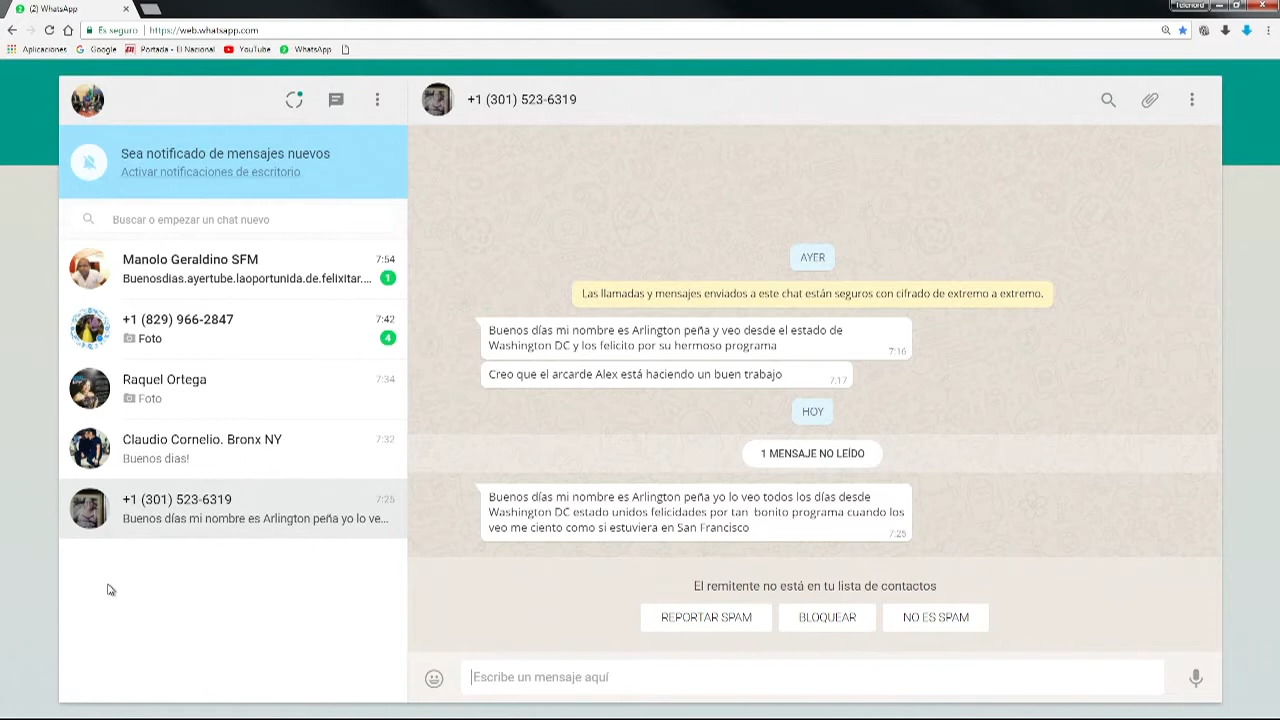 (2) WhatsApp
Telenord
Es seguro
https://web.whatsapp.com
Aplicaciones
Google
Portada - El Nacional
YouTube
WhatsApp
+1 (301) 523-6319
Sea notificado de mensajes nuevos
Activar notificaciones de escritorio
Buscar o empezar un chat nuevo
Manolo Geraldino SFM
7:54
Buenosdias.ayertube.laoportunida.de.felixitar....
1
+1 (829) 966-2847
7:42
Foto
4
Raquel Ortega
7:34
Foto
Claudio Cornelio. Bronx NY
7:32
Buenos dias!
+1 (301) 523-6319
7:25
Buenos días mi nombre es Arlington peña yo lo ve...
AYER
Las llamadas y mensajes enviados a este chat están seguros con cifrado de extremo a extremo.
Buenos días mi nombre es Arlington peña y veo desde el estado de
Washington DC y los felicito por su hermoso programa
7:16
Creo que el arcarde Alex está haciendo un buen trabajo
7:17
HOY
1 MENSAJE NO LEÍDO
Buenos días mi nombre es Arlington peña yo lo veo todos los días desde
Washington DC estado unidos felicidades por tan bonito programa cuando los
veo me ciento como si estuviera en San Francisco
7:25
El remitente no está en tu lista de contactos
REPORTAR SPAM
BLOQUEAR
NO ES SPAM
Escribe un mensaje aquí